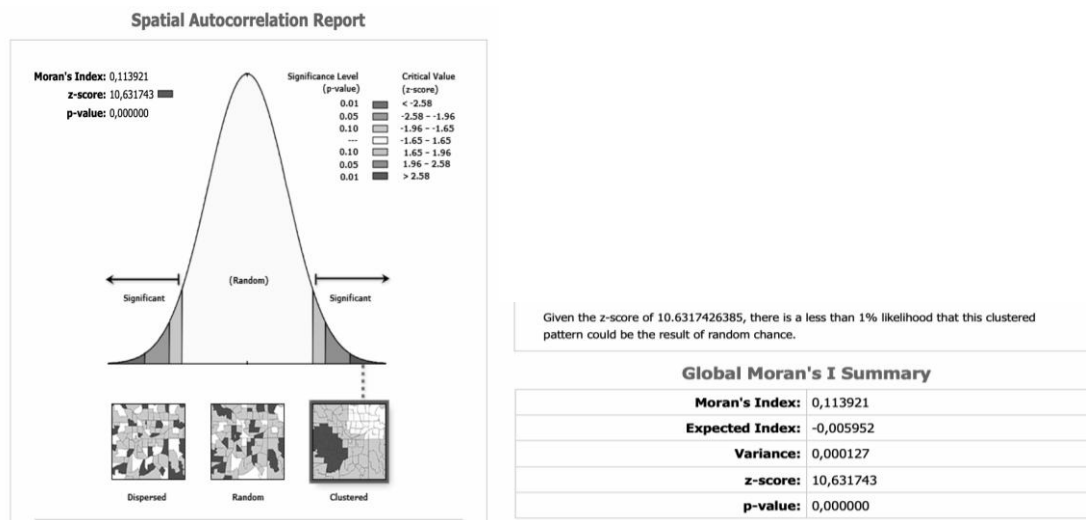 Spatial Autocorrelation Report
Moran's Index: 0,113921
z-score: 10,631743
p-value: 0,000000
Significance Level
(p-value)
Critical Value
(z-score)
0.01 < -2.58
0.05 -2.58 - -1.96
0.10 -1.96 - -1.65
--- -1.65 - 1.65
0.10 1.65 - 1.96
0.05 1.96 - 2.58
0.01 > 2.58
(Random)
Significant
Significant
Dispersed
Random
Clustered
Given the z-score of 10.6317426385, there is a less than 1% likelihood that this clustered
pattern could be the result of random chance.
Global Moran's I Summary
Moran's Index: 0,113921
Expected Index: -0,005952
Variance: 0,000127
z-score: 10,631743
p-value: 0,000000